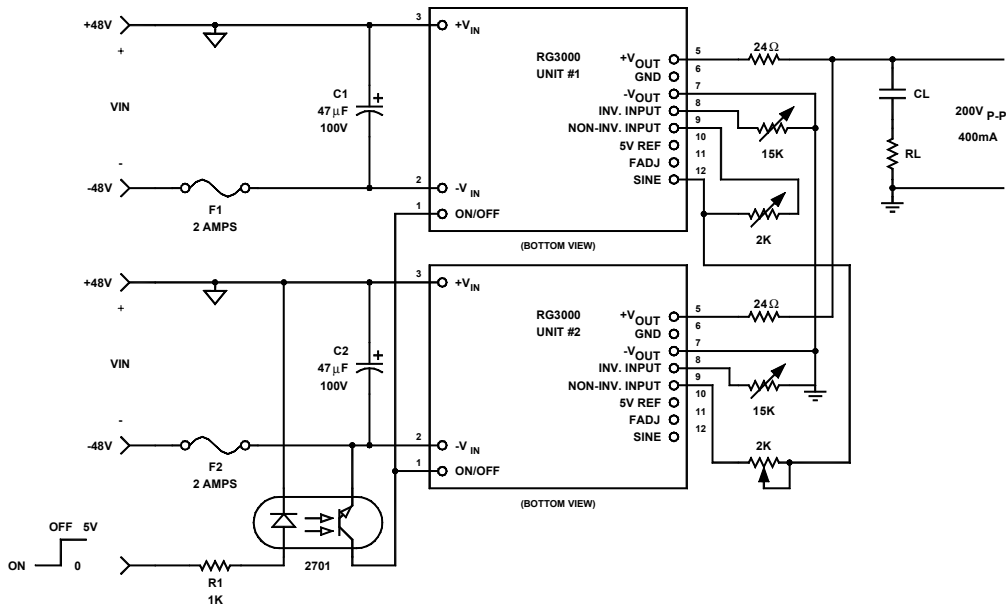 +48V
+
VIN
-
-48V
F1
2 AMPS
C1
47µF
100V
+
3
2
1
+VIN
-VIN
ON/OFF
RG3000
UNIT #1
+VOUT
GND
-VOUT
INV. INPUT
NON-INV. INPUT
5V REF
FADJ
SINE
5
6
7
8
9
10
11
12
(BOTTOM VIEW)
24Ω
15K
2K
CL
RL
200V P-P
400mA
+48V
+
VIN
-
-48V
F2
2 AMPS
C2
47µF
100V
+
3
2
1
+VIN
-VIN
ON/OFF
RG3000
UNIT #2
+VOUT
GND
-VOUT
INV. INPUT
NON-INV. INPUT
5V REF
FADJ
SINE
5
6
7
8
9
10
11
12
(BOTTOM VIEW)
24Ω
15K
2K
OFF 5V
ON 0
R1
1K
2701